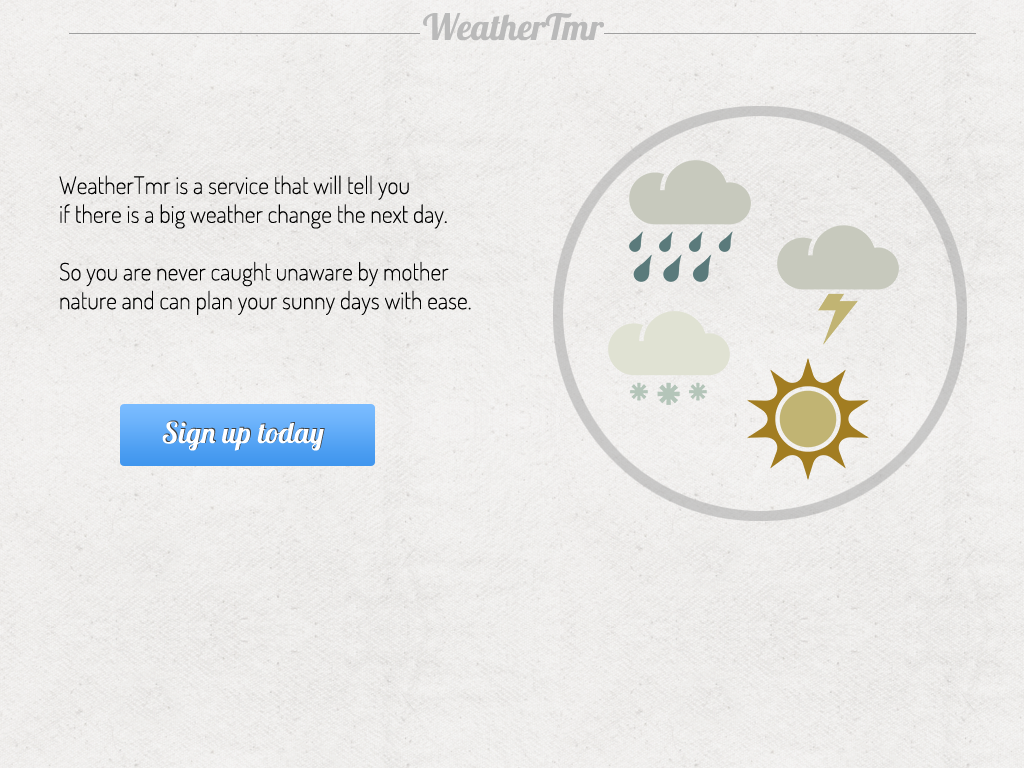 WeatherTmr
WeatherTmr is a service that will tell you
if there is a big weather change the next day.
So you are never caught unaware by mother
nature and can plan your sunny days with ease.
Sign up today